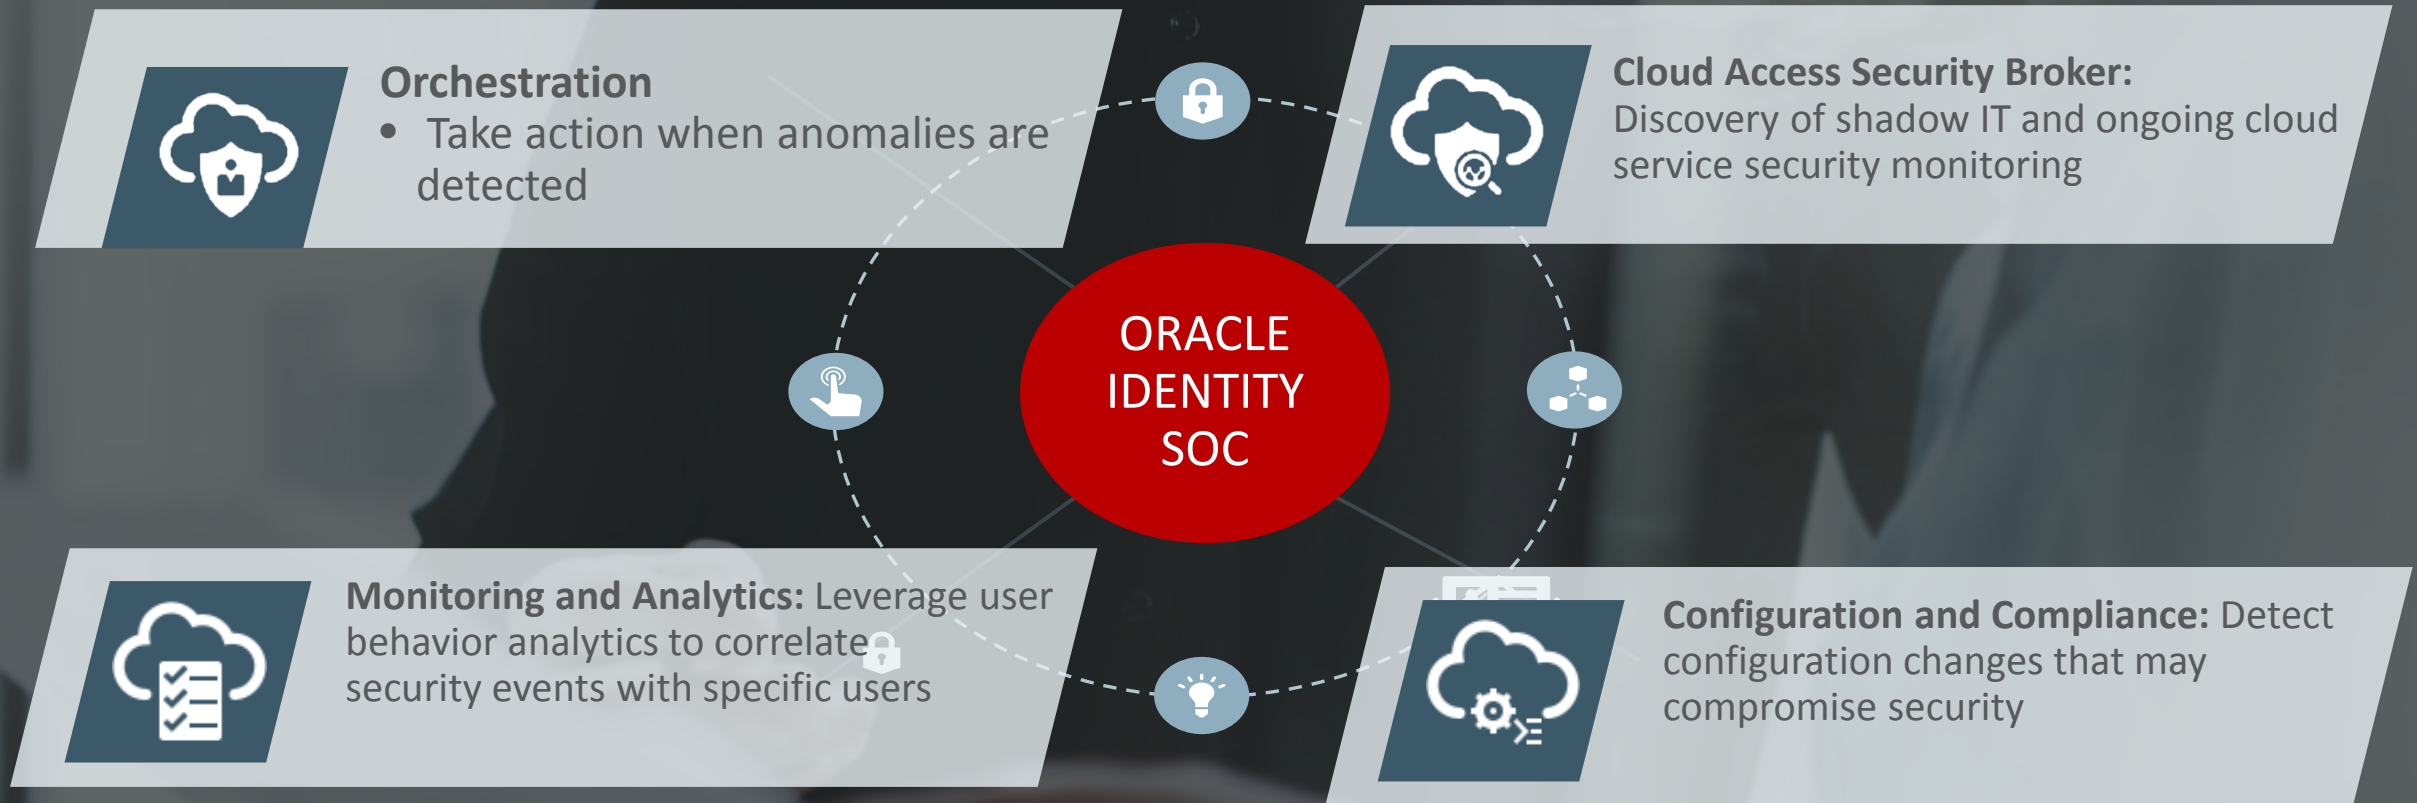 Orchestration
• Take action when anomalies are
detected
Cloud Access Security Broker:
Discovery of shadow IT and ongoing cloud
service security monitoring
ORACLE
IDENTITY
SOC
Monitoring and Analytics: Leverage user
behavior analytics to correlate
security events with specific users
Configuration and Compliance: Detect
configuration changes that may
compromise security